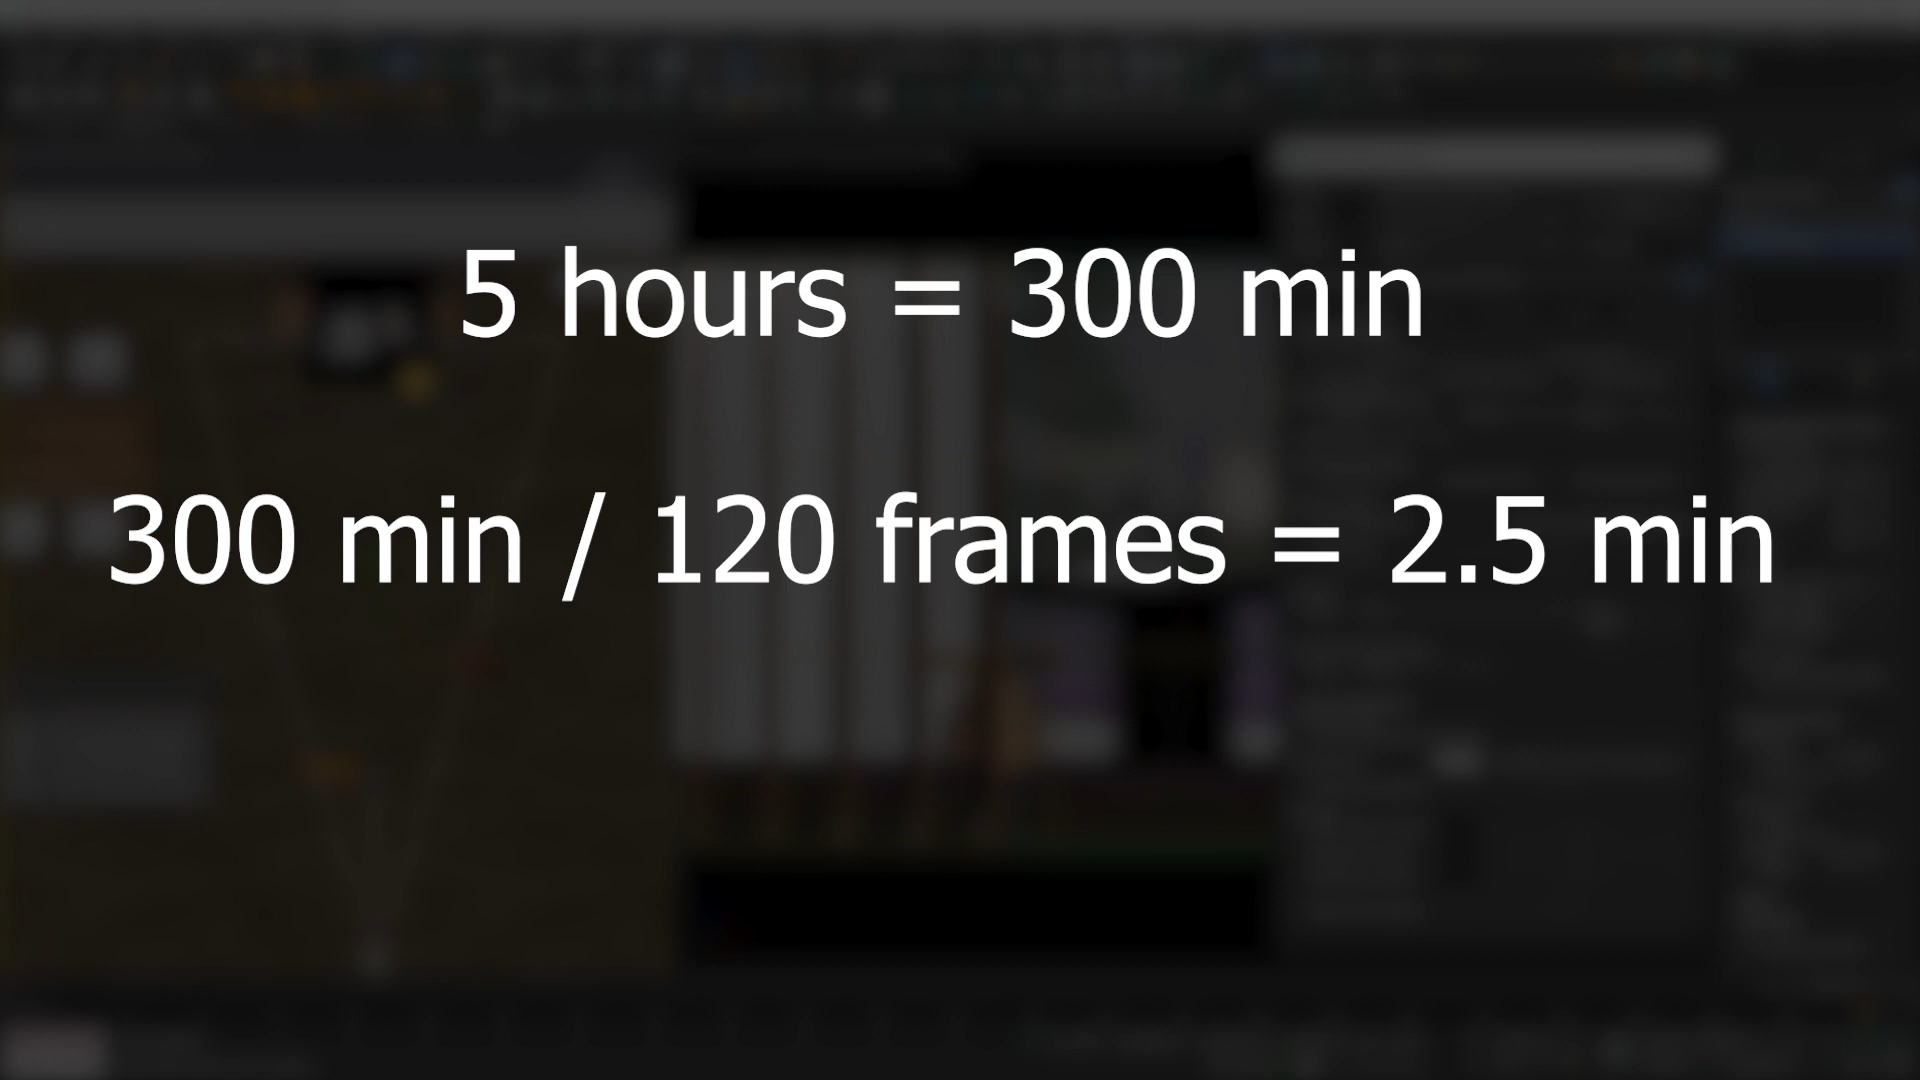 5 hours = 300 min
300 min / 120 frames = 2.5 min